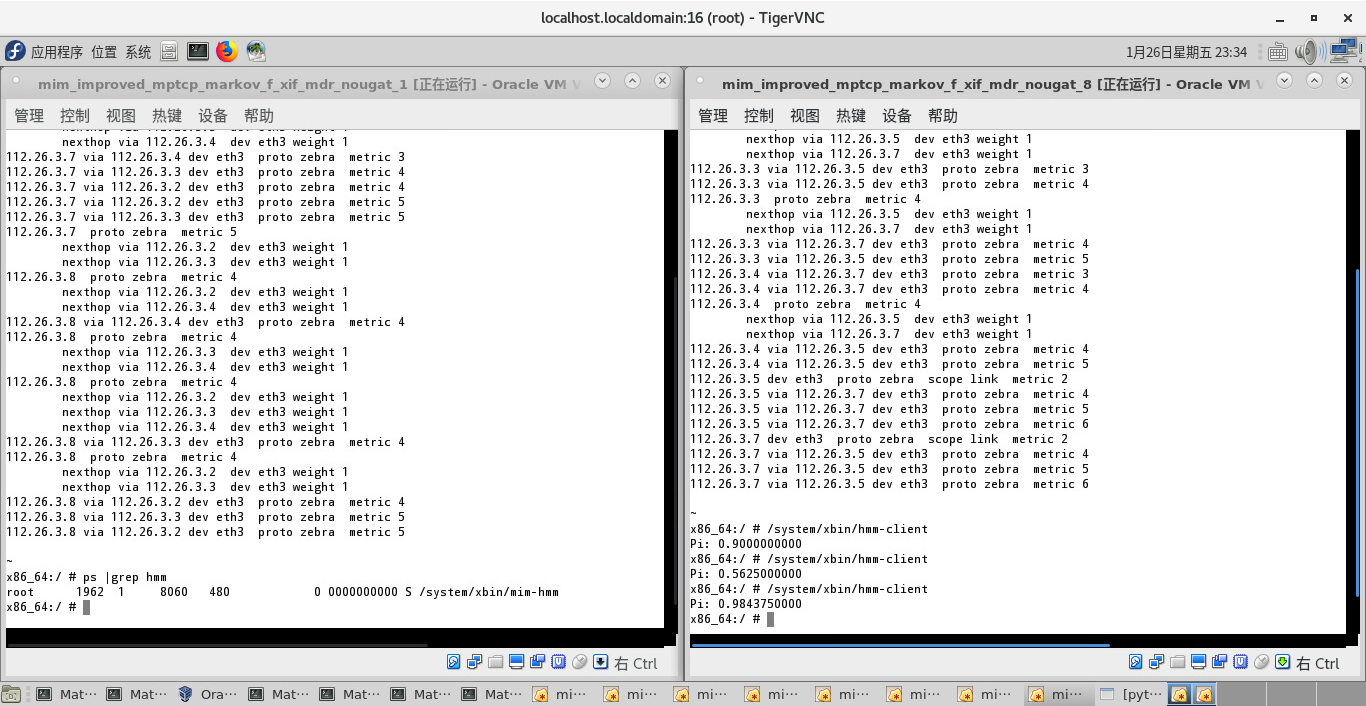 localhost.localdomain:16 (root) - TigerVNC
应用程序 位置 系统
1月26日星期五 23:34
mim_improved_mptcp_markov_f_xif_mdr_nougat_1 [正在运行] - Oracle VM
管理 控制 视图 热键 设备 帮助
nexthop via 112.26.3.4 dev eth3 weight 1
112.26.3.7 via 112.26.3.4 dev eth3 proto zebra metric 3
112.26.3.7 via 112.26.3.3 dev eth3 proto zebra metric 4
112.26.3.7 via 112.26.3.2 dev eth3 proto zebra metric 4
112.26.3.7 via 112.26.3.2 dev eth3 proto zebra metric 5
112.26.3.7 via 112.26.3.3 dev eth3 proto zebra metric 5
112.26.3.7 proto zebra metric 5
nexthop via 112.26.3.2 dev eth3 weight 1
nexthop via 112.26.3.3 dev eth3 weight 1
112.26.3.8 proto zebra metric 4
nexthop via 112.26.3.2 dev eth3 weight 1
nexthop via 112.26.3.4 dev eth3 weight 1
112.26.3.8 via 112.26.3.4 dev eth3 proto zebra metric 4
112.26.3.8 proto zebra metric 4
nexthop via 112.26.3.3 dev eth3 weight 1
nexthop via 112.26.3.4 dev eth3 weight 1
112.26.3.8 proto zebra metric 4
nexthop via 112.26.3.2 dev eth3 weight 1
nexthop via 112.26.3.3 dev eth3 weight 1
nexthop via 112.26.3.4 dev eth3 weight 1
112.26.3.8 via 112.26.3.3 dev eth3 proto zebra metric 4
112.26.3.8 proto zebra metric 4
nexthop via 112.26.3.2 dev eth3 weight 1
nexthop via 112.26.3.3 dev eth3 weight 1
112.26.3.8 via 112.26.3.2 dev eth3 proto zebra metric 4
112.26.3.8 via 112.26.3.3 dev eth3 proto zebra metric 5
112.26.3.8 via 112.26.3.2 dev eth3 proto zebra metric 5
~
x86_64:/ # ps |grep hmm
root 1962 1 8060 480 0 0000000000 S /system/xbin/mim-hmm
x86_64:/ #
右 Ctrl
mim_improved_mptcp_markov_f_xif_mdr_nougat_8 [正在运行] - Oracle VM
管理 控制 视图 热键 设备 帮助
nexthop via 112.26.3.5 dev eth3 weight 1
nexthop via 112.26.3.7 dev eth3 weight 1
112.26.3.3 via 112.26.3.5 dev eth3 proto zebra metric 3
112.26.3.3 via 112.26.3.5 dev eth3 proto zebra metric 4
112.26.3.3 proto zebra metric 4
nexthop via 112.26.3.5 dev eth3 weight 1
nexthop via 112.26.3.7 dev eth3 weight 1
112.26.3.3 via 112.26.3.7 dev eth3 proto zebra metric 4
112.26.3.3 via 112.26.3.5 dev eth3 proto zebra metric 5
112.26.3.4 via 112.26.3.7 dev eth3 proto zebra metric 3
112.26.3.4 via 112.26.3.7 dev eth3 proto zebra metric 4
112.26.3.4 proto zebra metric 4
nexthop via 112.26.3.5 dev eth3 weight 1
nexthop via 112.26.3.7 dev eth3 weight 1
112.26.3.4 via 112.26.3.5 dev eth3 proto zebra metric 4
112.26.3.4 via 112.26.3.5 dev eth3 proto zebra metric 5
112.26.3.5 dev eth3 proto zebra scope link metric 2
112.26.3.5 via 112.26.3.7 dev eth3 proto zebra metric 4
112.26.3.5 via 112.26.3.7 dev eth3 proto zebra metric 5
112.26.3.5 via 112.26.3.7 dev eth3 proto zebra metric 6
112.26.3.7 dev eth3 proto zebra scope link metric 2
112.26.3.7 via 112.26.3.5 dev eth3 proto zebra metric 4
112.26.3.7 via 112.26.3.5 dev eth3 proto zebra metric 5
112.26.3.7 via 112.26.3.5 dev eth3 proto zebra metric 6
~
x86_64:/ # /system/xbin/hmm-client
Pi: 0.9000000000
x86_64:/ # /system/xbin/hmm-client
Pi: 0.5625000000
x86_64:/ # /system/xbin/hmm-client
Pi: 0.9843750000
x86_64:/ #
右 Ctrl
Mat··· Mat··· Ora··· Mat··· Mat··· Mat··· Mat··· mi··· mi··· mi··· mi··· mi··· mi··· mi··· mi··· [pyt···